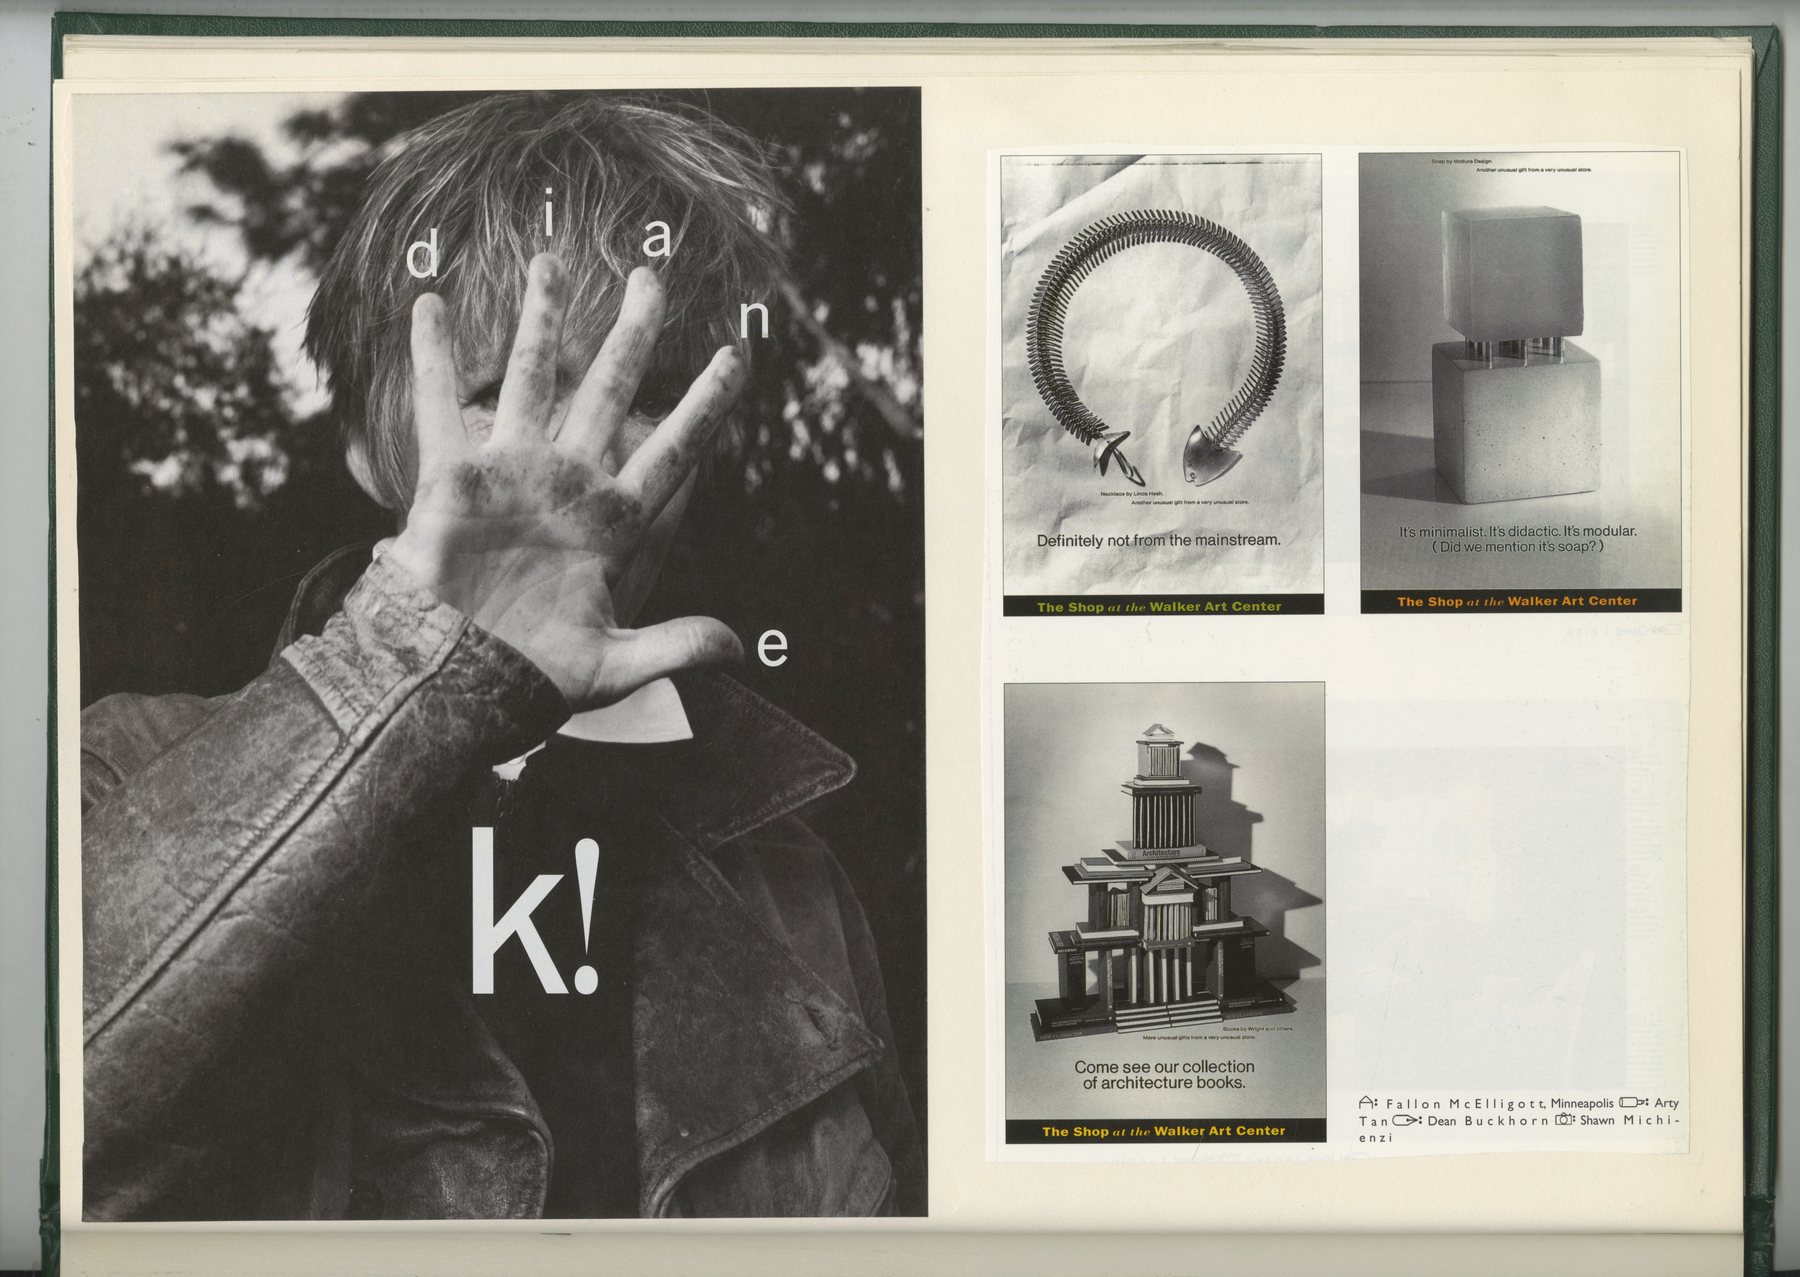 d
i
a
n
e
k!
Necklace by Linda Hesh.
Another unusual gift from a very unusual store.
Definitely not from the mainstream.
The Shop at the Walker Art Center
Soap by Mottura Design.
Another unusual gift from a very unusual store.
It's minimalist. It's didactic. It's modular.
(Did we mention it's soap?)
The Shop at the Walker Art Center
Architecture
Books by Wright and others.
More unusual gifts from a very unusual store.
Come see our collection
of architecture books.
The Shop at the Walker Art Center
: Fallon McElligott, Minneapolis : Arty
Tan : Dean Buckhorn : Shawn Michi-
enzi